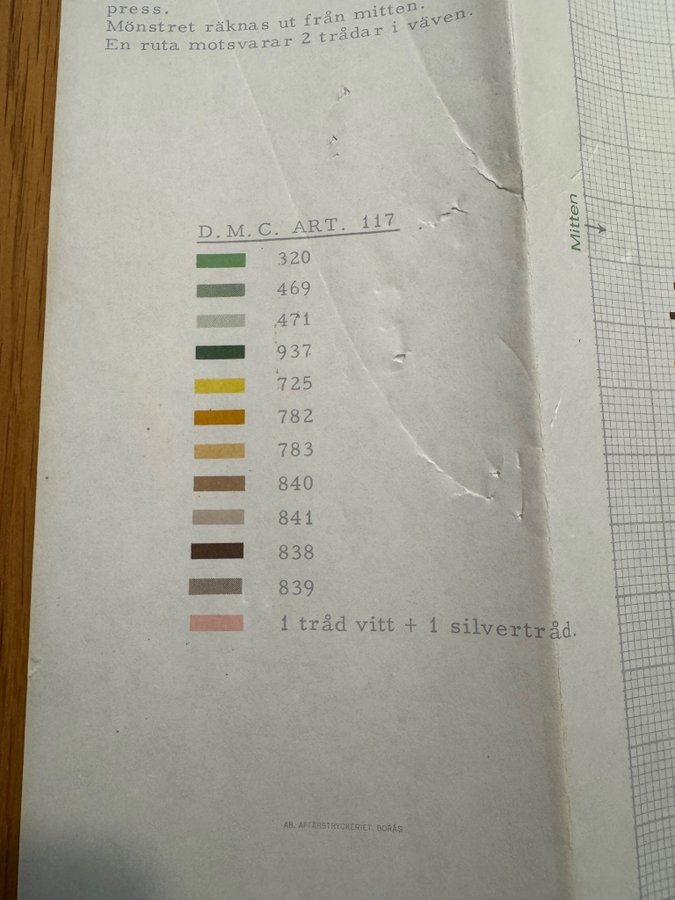 press.
Mönstret räknas ut från mitten.
En ruta motsvarar 2 trådar i väven.
D.M.C. ART. 117
320
469
471
937
725
782
783
840
841
838
839
1 tråd vitt + 1 silvertråd.
AB. AFFÄRSTRYCKERIET, BORÅS
Mitten